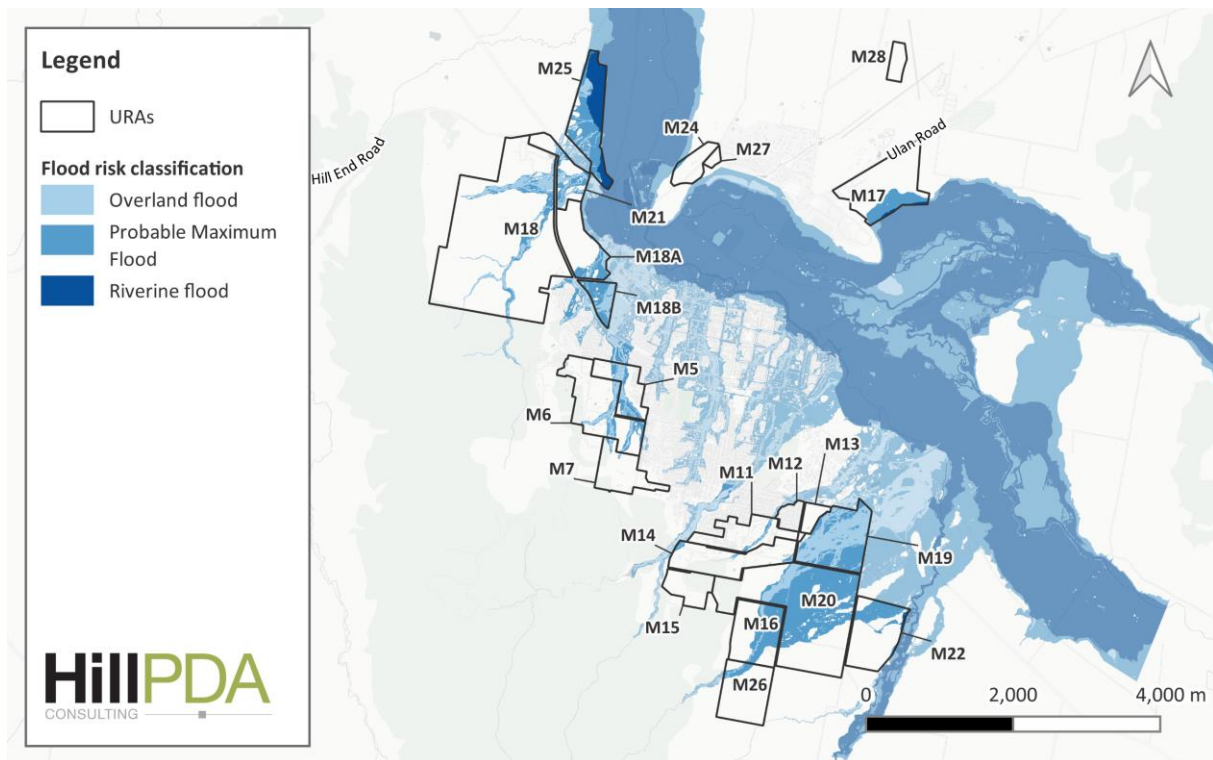 Legend
URAs
Flood risk classification
Overland flood
Probable Maximum
Flood
Riverine flood
HillPDA
CONSULTING
M28
M25
M24
M27
Hill End Road
Ulan Road
M17
M21
M18
M18A
M18B
M5
M6
M7
M13
M12
M11
M14
M19
M20
M16
M15
M22
M26
0 2,000 4,000 m